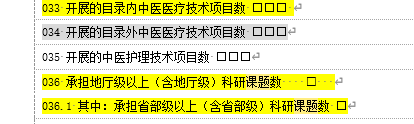 033 开展的目录内中医医疗技术项目数 □□□
034 开展的目录外中医医疗技术项目数 □□□
035 开展的中医护理技术项目数 □□□
036 承担地厅级以上（含地厅级）科研课题数 □
036.1 其中：承担省部级以上（含省部级）科研课题数 □